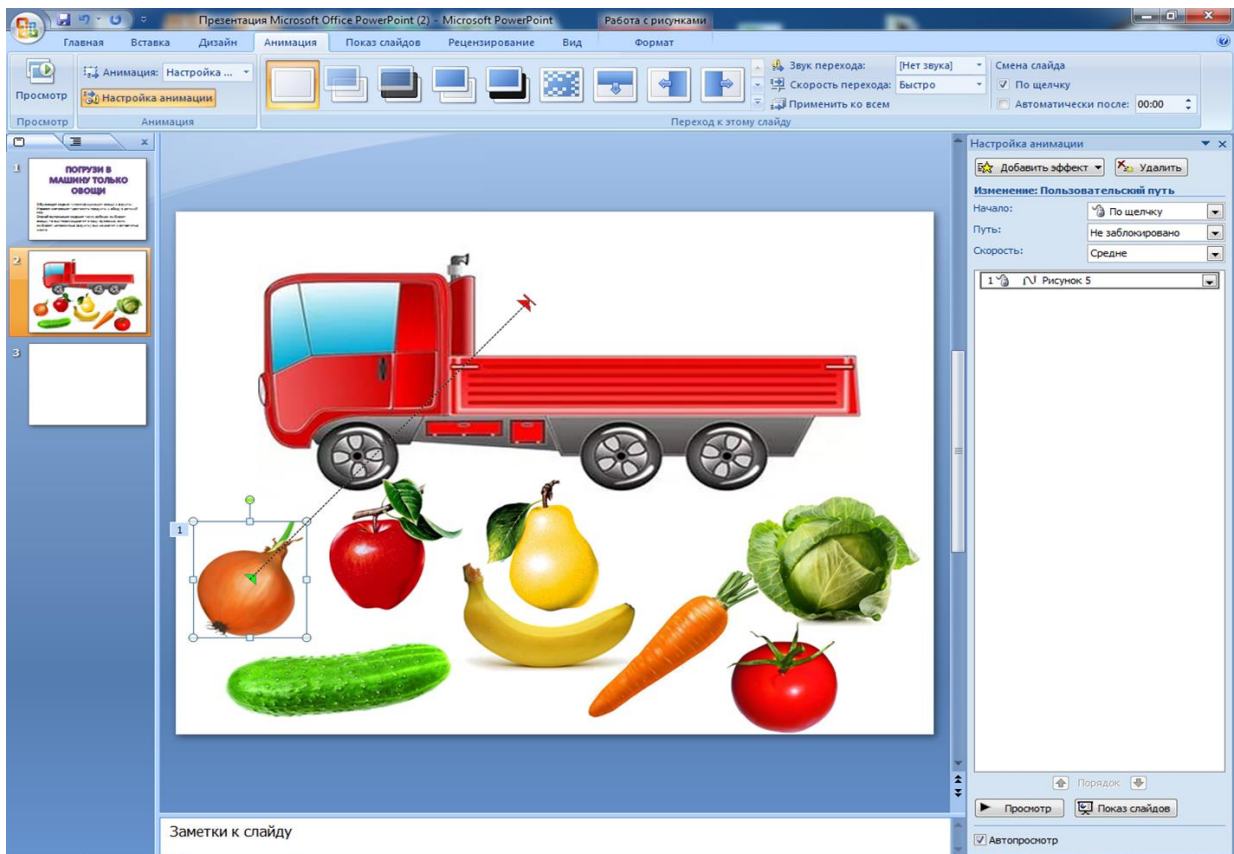 Презентация Microsoft Office PowerPoint (2) - Microsoft PowerPoint
Работа с рисунками
Главная Вставка Дизайн Анимация Показ слайдов Рецензирование Вид Формат
Просмотр
Анимация: Настройка ...
Настройка анимации
Звук перехода: [Нет звука]
Скорость перехода: Быстро
Применить ко всем
Смена слайда
По щелчку
Автоматически после: 00:00
Просмотр Анимация Переход к этому слайду
1
ПОГРУЗИ В
МАШИНУ ТОЛЬКО
ОВОЩИ
2
3
1
Настройка анимации
Добавить эффект Удалить
Изменение: Пользовательский путь
Начало: По щелчку
Путь: Не заблокировано
Скорость: Средне
1 Рисунок 5
Порядок
Просмотр Показ слайдов
Автопросмотр
Заметки к слайду